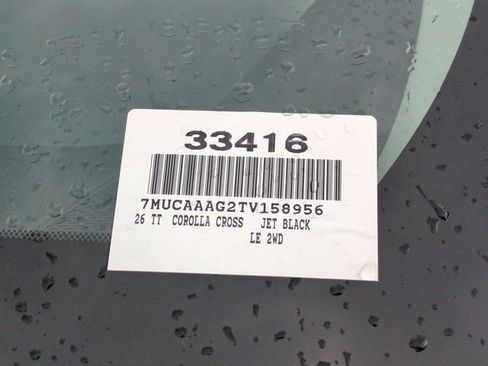 33416
7MUCAAAG2TV158956
26 TT COROLLA CROSS JET BLACK
LE 2WD